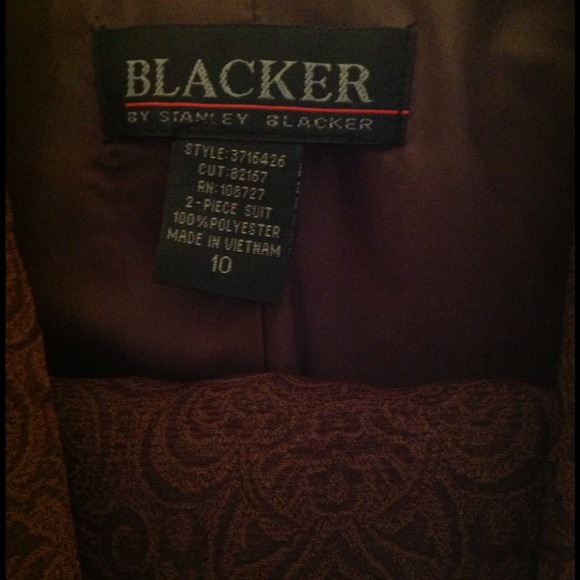 BLACKER
BY STANLEY BLACKER
STYLE:3716426
CUT:82167
RN:108727
2-PIECE SUIT
100%POLYESTER
MADE IN VIETNAM
10